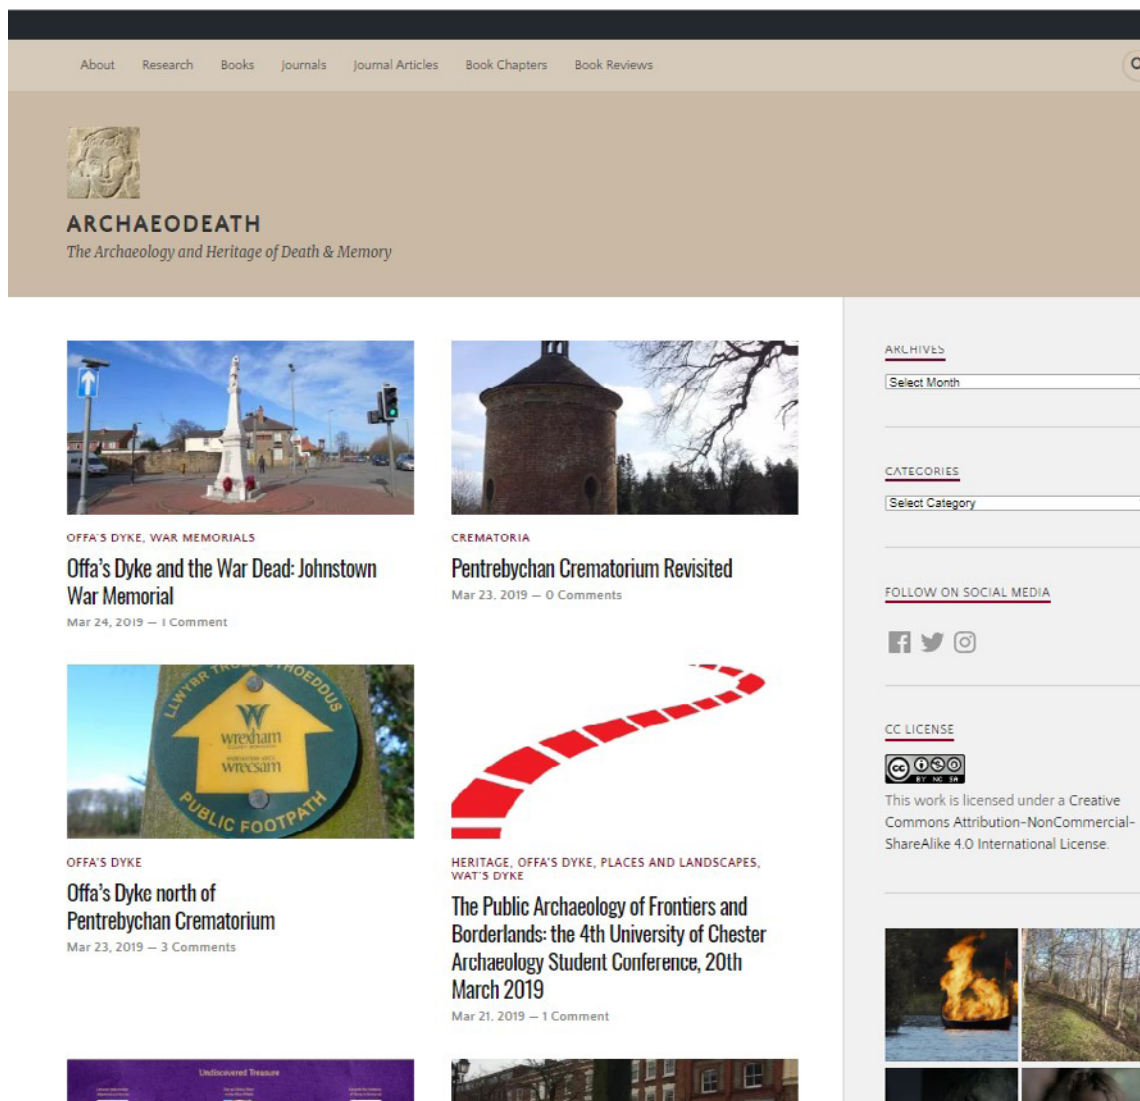 About Research Books Journals Journal Articles Book Chapters Book Reviews
ARCHAEODEATH
The Archaeology and Heritage of Death & Memory
OFFA'S DYKE, WAR MEMORIALS
Offa's Dyke and the War Dead: Johnstown
War Memorial
Mar 24, 2019 — 1 Comment
CREMATORIA
Pentrebychan Crematorium Revisited
Mar 23, 2019 — 0 Comments
LLWYBR
wrexham
wrecsam
PUBLIC FOOTPATH
OFFA'S DYKE
Offa's Dyke north of
Pentrebychan Crematorium
Mar 23, 2019 — 3 Comments
HERITAGE, OFFA'S DYKE, PLACES AND LANDSCAPES,
WAT'S DYKE
The Public Archaeology of Frontiers and
Borderlands: the 4th University of Chester
Archaeology Student Conference, 20th
March 2019
Mar 21, 2019 — 1 Comment
Undiscovered Treasure
ARCHIVES
Select Month
CATEGORIES
Select Category
FOLLOW ON SOCIAL MEDIA
CC LICENSE
cc
BY NC SA
This work is licensed under a Creative
Commons Attribution-NonCommercial-
ShareAlike 4.0 International License.